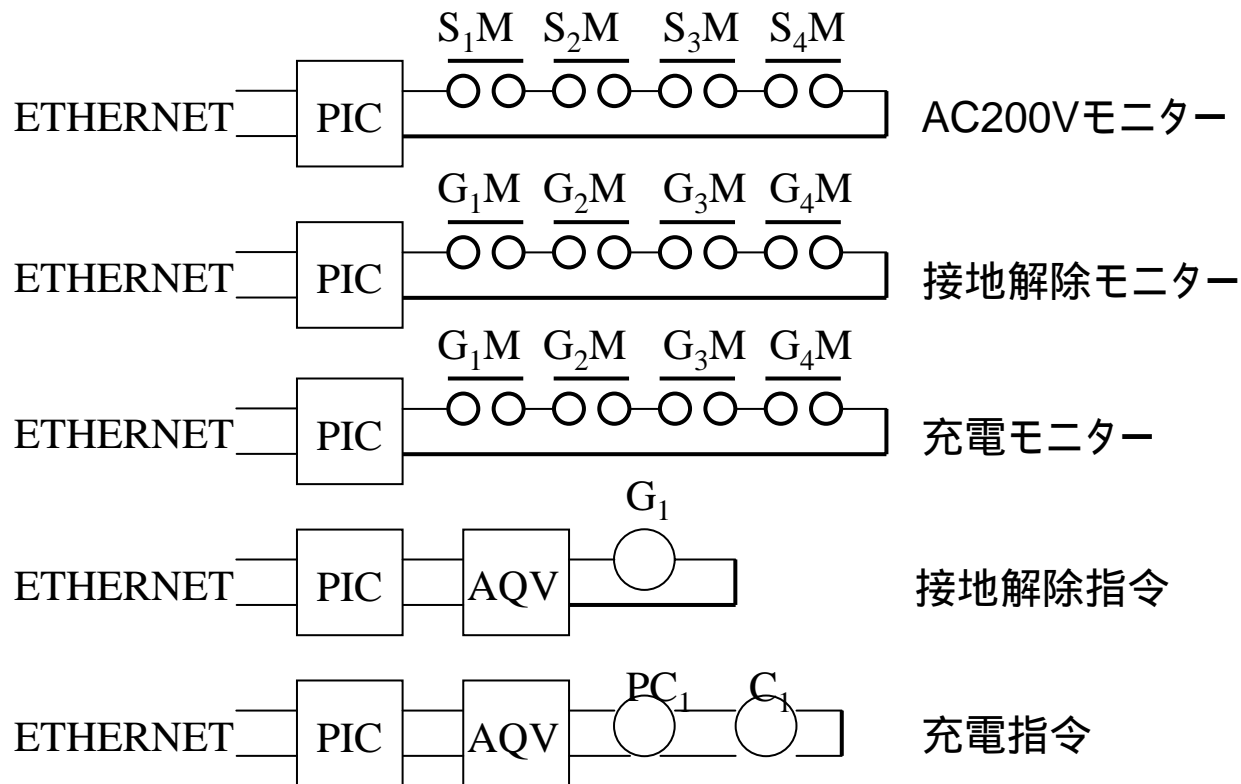 S₁M S₂M S₃M S₄M
ETHERNET PIC AC200Vモニター
G₁M G₂M G₃M G₄M
ETHERNET PIC 接地解除モニター
G₁M G₂M G₃M G₄M
ETHERNET PIC 充電モニター
G₁
ETHERNET PIC AQV 接地解除指令
PC₁ C₁
ETHERNET PIC AQV 充電指令